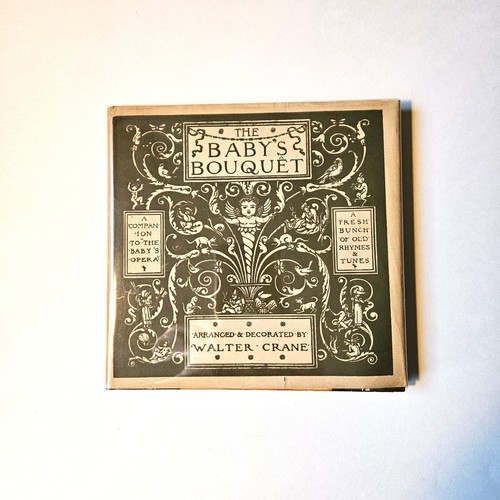 THE
BABY'S
BOUQUÊT
A
COMPAN
·ION
·TO·THE
·BABY'S
·OPERA·
A
FRESH
BUNCH
·OF·OLD·
RHYMES
&
TUNES
·ARRANGED·&·DECORATED·BY·
·WALTER·CRANE·